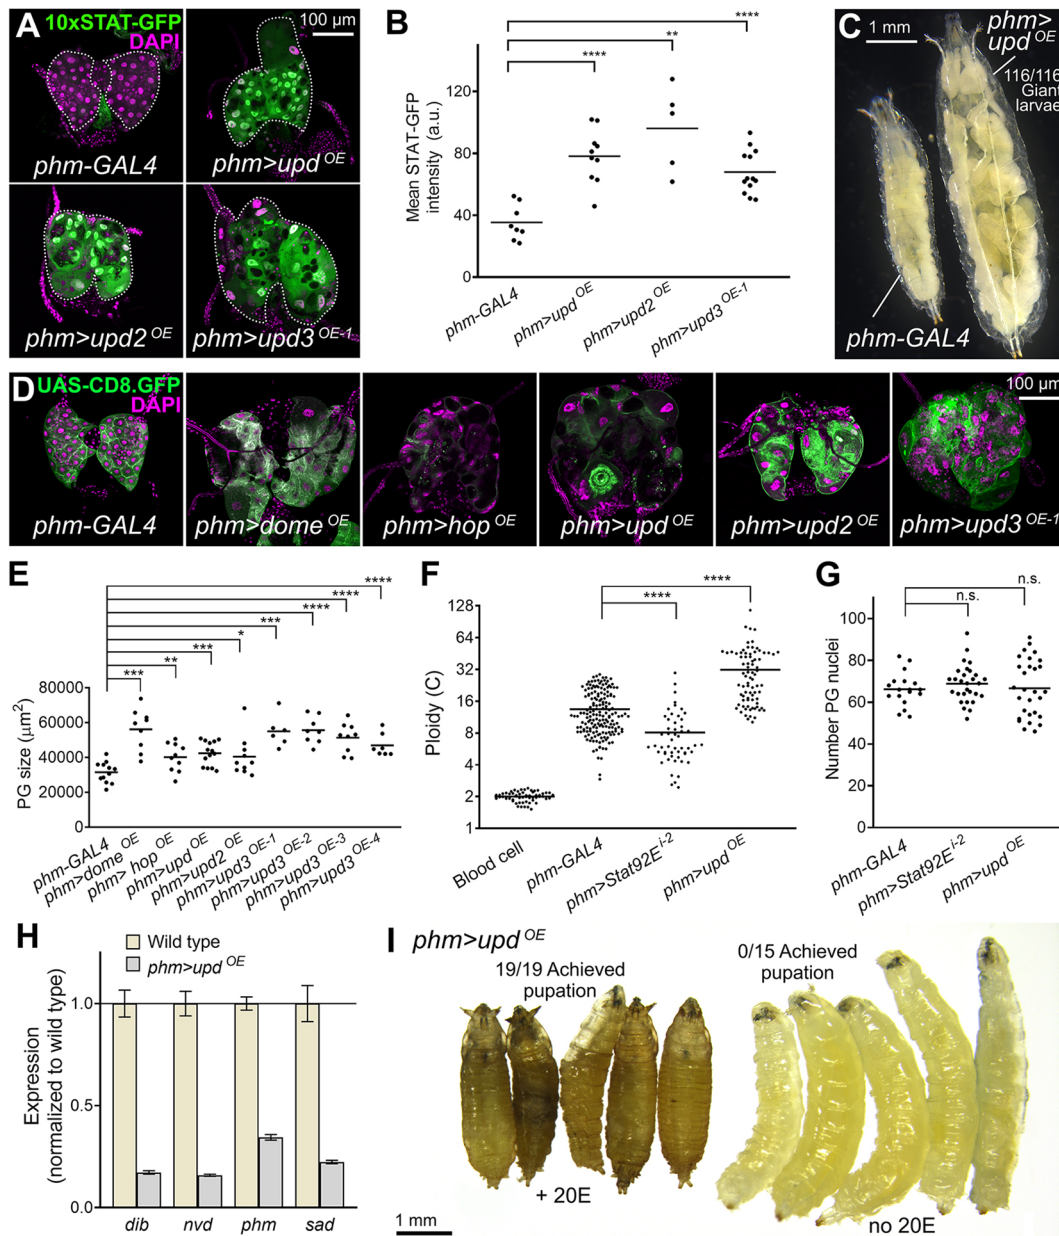 A
10xSTAT-GFP
DAPI
100 µm
phm-GAL4
phm>upd OE
phm>upd2 OE
phm>upd3 OE-1
B
Mean STAT-GFP
intensity (a.u.)
120
80
40
0
****
**
****
phm-GAL4
phm>upd OE
phm>upd2 OE
phm>upd3 OE-1
C
1 mm
phm>
upd OE
116/116
Giant
larvae
phm-GAL4
D
UAS-CD8.GFP
DAPI
100 µm
phm-GAL4
phm>dome OE
phm>hop OE
phm>upd OE
phm>upd2 OE
phm>upd3 OE-1
E
PG size (µm²)
80000
60000
40000
20000
0
****
****
****
***
*
***
**
***
phm-GAL4
phm>dome OE
phm> hop OE
phm>upd OE
phm>upd2 OE
phm>upd3 OE-1
phm>upd3 OE-2
phm>upd3 OE-3
phm>upd3 OE-4
F
Ploidy (C)
128
64
32
16
8
4
2
1
****
****
Blood cell
phm-GAL4
phm>Stat92E i-2
phm>upd OE
G
Number PG nuclei
100
80
60
40
20
0
n.s.
n.s.
phm-GAL4
phm>Stat92E i-2
phm>upd OE
H
Wild type
phm>upd OE
Expression
(normalized to wild type)
1.0
0.5
0.0
dib nvd phm sad
I
phm>upd OE
19/19 Achieved
pupation
0/15 Achieved
pupation
+ 20E
no 20E
1 mm